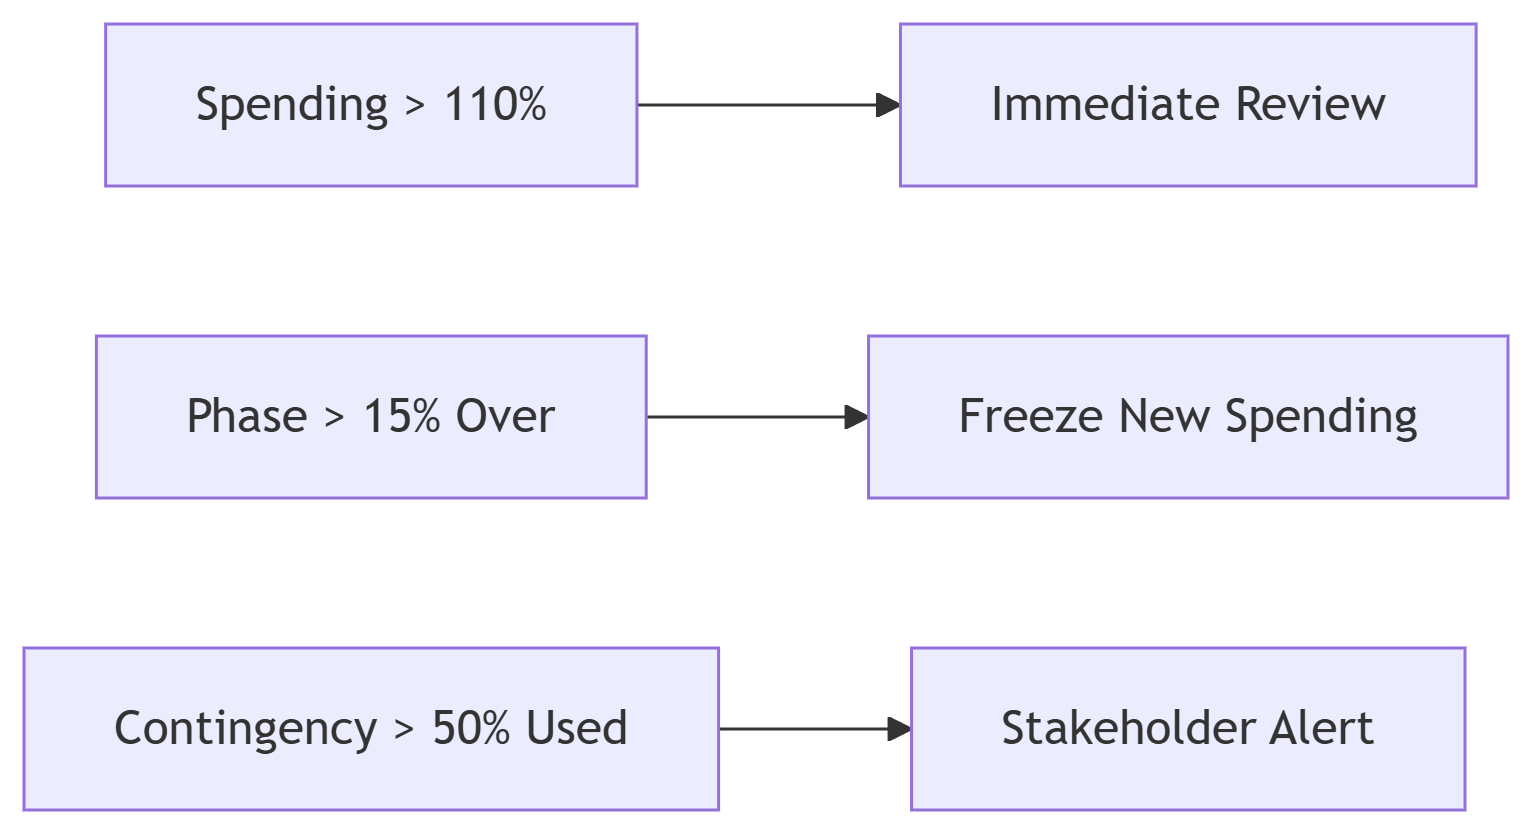 Spending > 110%
Immediate Review
Phase > 15% Over
Freeze New Spending
Contingency > 50% Used
Stakeholder Alert